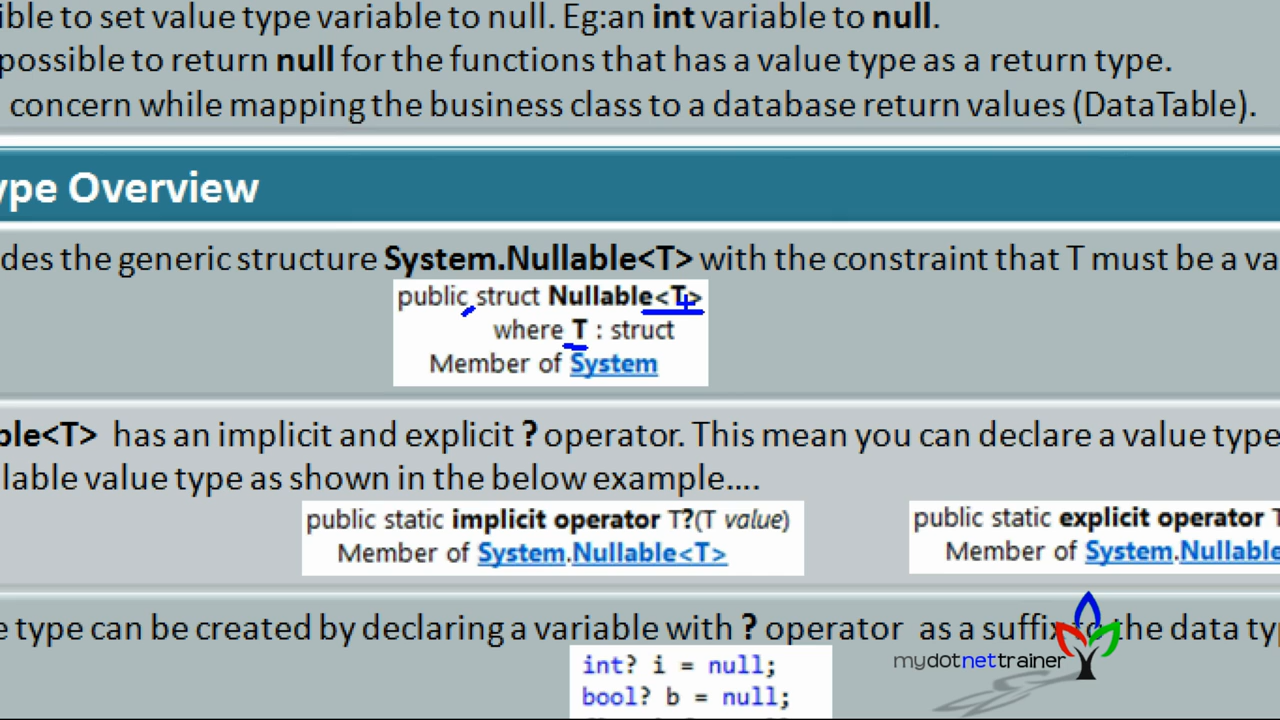 ible to set value type variable to null. Eg:an int variable to null.
possible to return null for the functions that has a value type as a return type.
concern while mapping the business class to a database return values (DataTable).
ype Overview
des the generic structure System.Nullable<T> with the constraint that T must be a va
public struct Nullable<T>
where T : struct
Member of System
ble<T> has an implicit and explicit ? operator. This mean you can declare a value type
llable value type as shown in the below example....
public static implicit operator T?(T value)
Member of System.Nullable<T>
public static explicit operator T
Member of System.Nullable
e type can be created by declaring a variable with ? operator as a suffix to the data ty
mydotnettrainer
int? i = null;
bool? b = null;